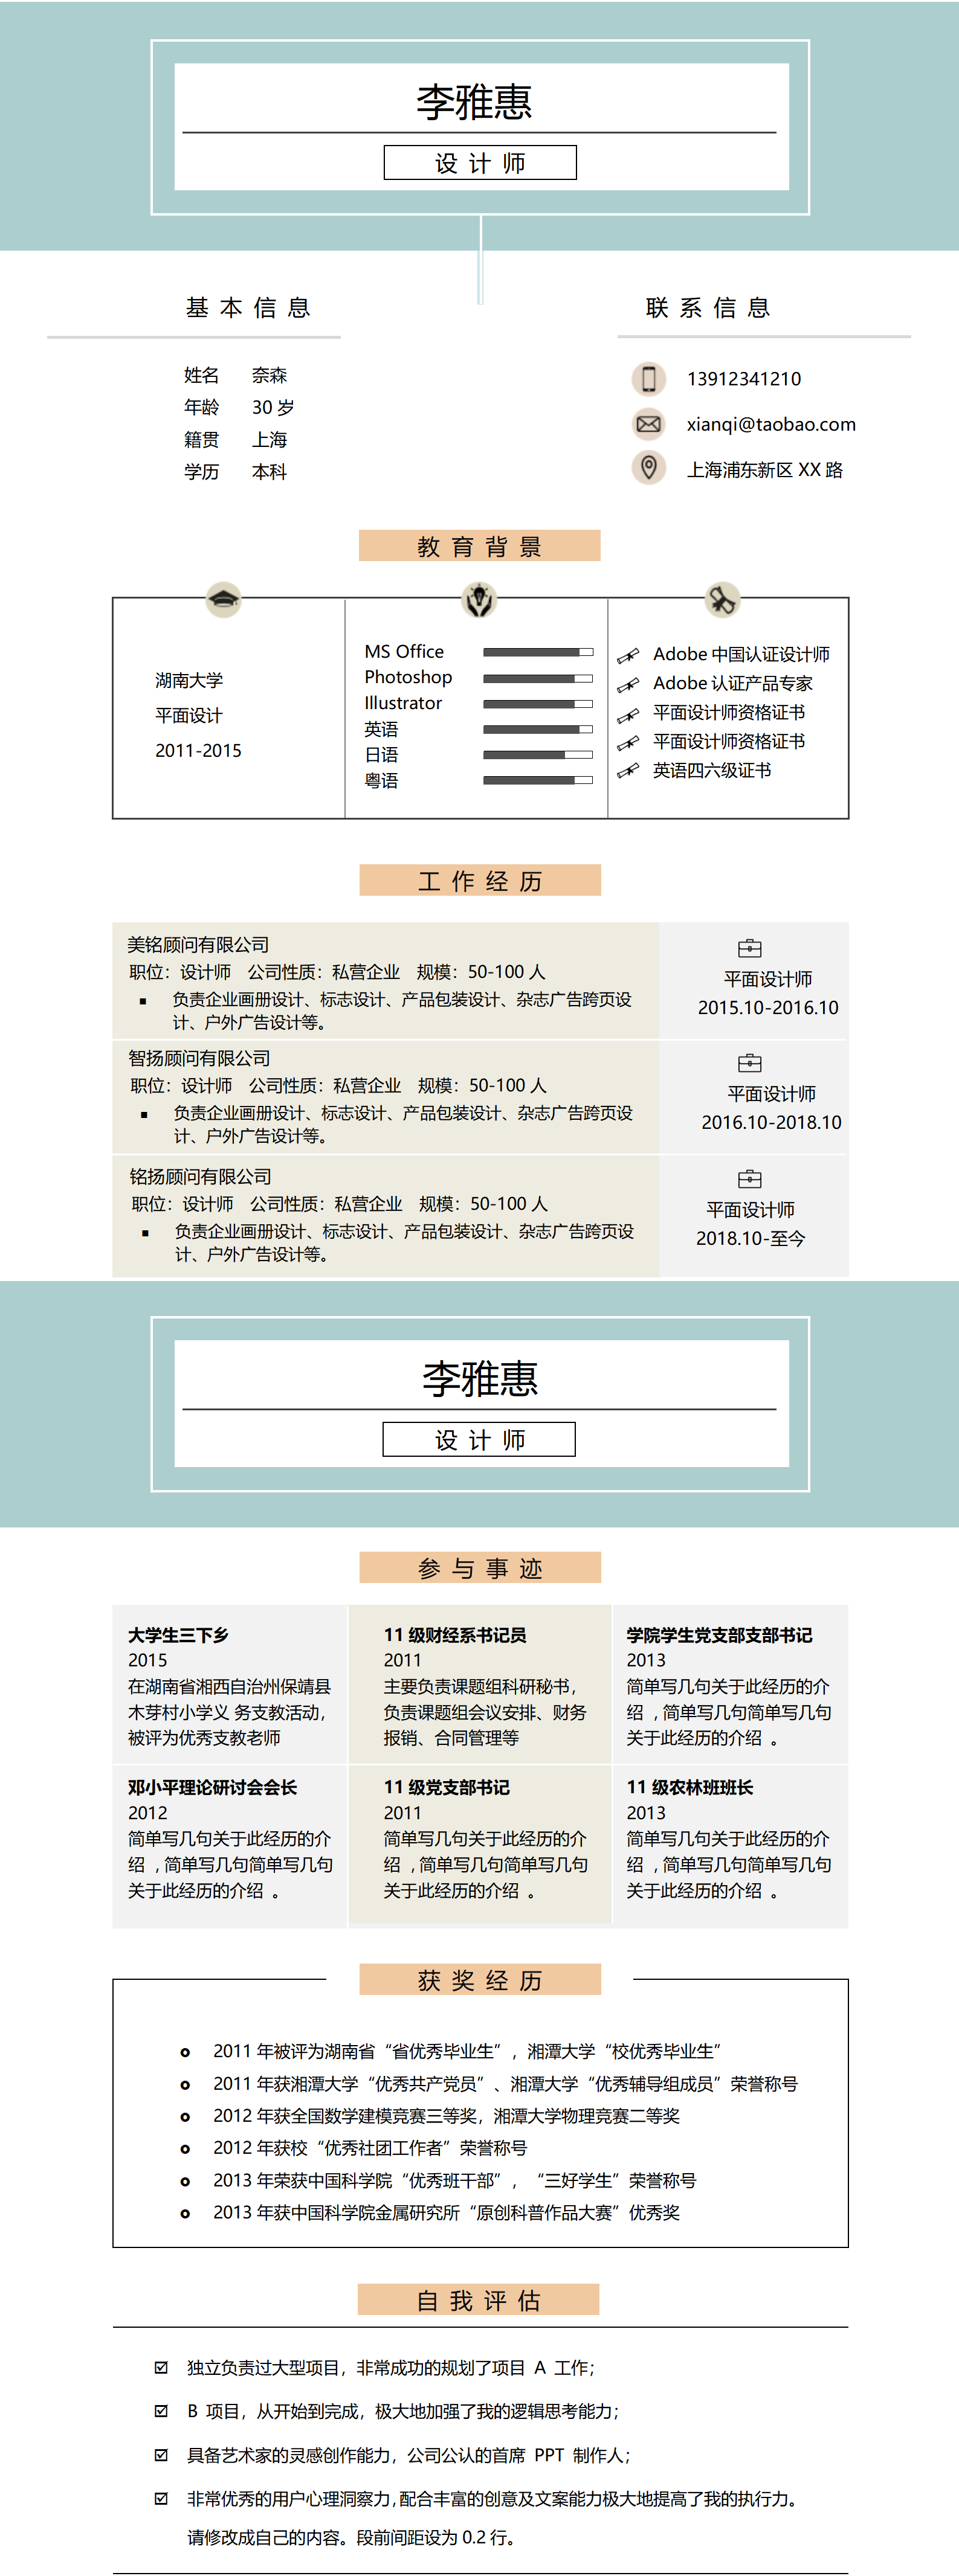 李雅惠
设计师
基本信息
姓名 奈森
年龄 30 岁
籍贯 上海
学历 本科
联系信息
13912341210
xianqi@taobao.com
上海浦东新区 XX 路
教育背景
湖南大学
平面设计
2011-2015
MS Office
Photoshop
Illustrator
英语
日语
粤语
Adobe 中国认证设计师
Adobe 认证产品专家
平面设计师资格证书
平面设计师资格证书
英语四六级证书
工作经历
美铭顾问有限公司
职位：设计师 公司性质：私营企业 规模：50-100 人
▪ 负责企业画册设计、标志设计、产品包装设计、杂志广告跨页设
计、户外广告设计等。
平面设计师
2015.10-2016.10
智扬顾问有限公司
职位：设计师 公司性质：私营企业 规模：50-100 人
▪ 负责企业画册设计、标志设计、产品包装设计、杂志广告跨页设
计、户外广告设计等。
平面设计师
2016.10-2018.10
铭扬顾问有限公司
职位：设计师 公司性质：私营企业 规模：50-100 人
▪ 负责企业画册设计、标志设计、产品包装设计、杂志广告跨页设
计、户外广告设计等。
平面设计师
2018.10-至今
李雅惠
设计师
参与事迹
大学生三下乡
2015
在湖南省湘西自治州保靖县
木芽村小学义 务支教活动，
被评为优秀支教老师
11 级财经系书记员
2011
主要负责课题组科研秘书，
负责课题组会议安排、财务
报销、合同管理等
学院学生党支部支部书记
2013
简单写几句关于此经历的介
绍 ，简单写几句简单写几句
关于此经历的介绍 。
邓小平理论研讨会会长
2012
简单写几句关于此经历的介
绍 ，简单写几句简单写几句
关于此经历的介绍 。
11 级党支部书记
2011
简单写几句关于此经历的介
绍 ，简单写几句简单写几句
关于此经历的介绍 。
11 级农林班班长
2013
简单写几句关于此经历的介
绍 ，简单写几句简单写几句
关于此经历的介绍 。
获奖经历
2011 年被评为湖南省“省优秀毕业生”，湘潭大学“校优秀毕业生”
2011 年获湘潭大学“优秀共产党员”、湘潭大学“优秀辅导组成员”荣誉称号
2012 年获全国数学建模竞赛三等奖，湘潭大学物理竞赛二等奖
2012 年获校“优秀社团工作者”荣誉称号
2013 年荣获中国科学院“优秀班干部”，“三好学生”荣誉称号
2013 年获中国科学院金属研究所“原创科普作品大赛”优秀奖
自我评估
独立负责过大型项目，非常成功的规划了项目 A 工作；
B 项目，从开始到完成，极大地加强了我的逻辑思考能力；
具备艺术家的灵感创作能力，公司公认的首席 PPT 制作人；
非常优秀的用户心理洞察力，配合丰富的创意及文案能力极大地提高了我的执行力。
请修改成自己的内容。段前间距设为 0.2 行。